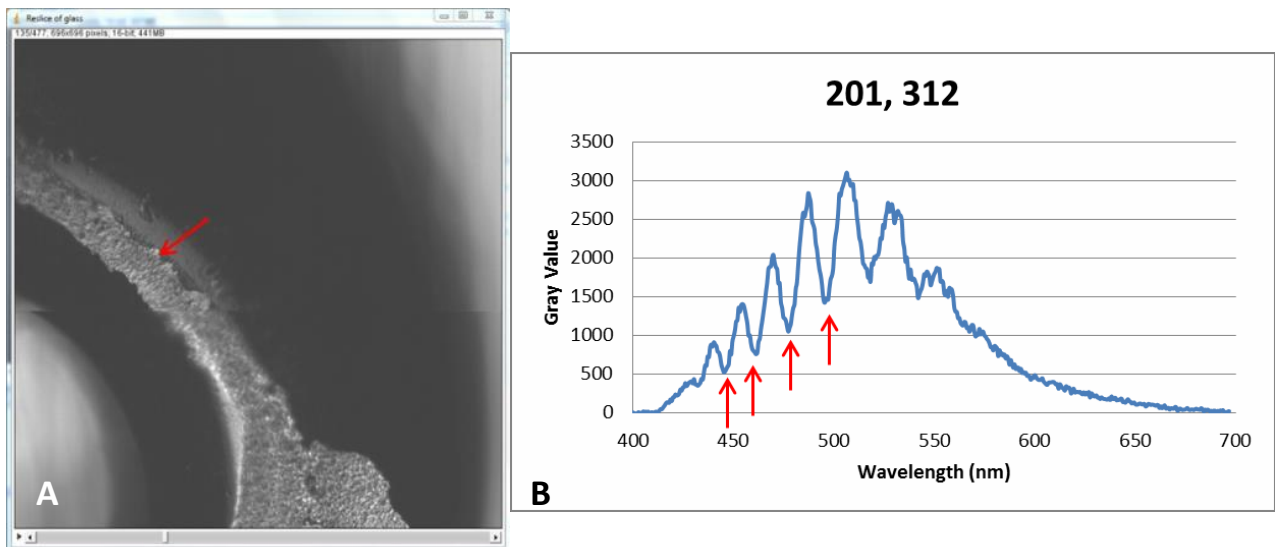 Reslice of glass
135/477, 696x696 pixels; 16-bit; 441MB
A
201, 312
Gray Value
3500
3000
2500
2000
1500
1000
500
0
400 450 500 550 600 650 700
Wavelength (nm)
B